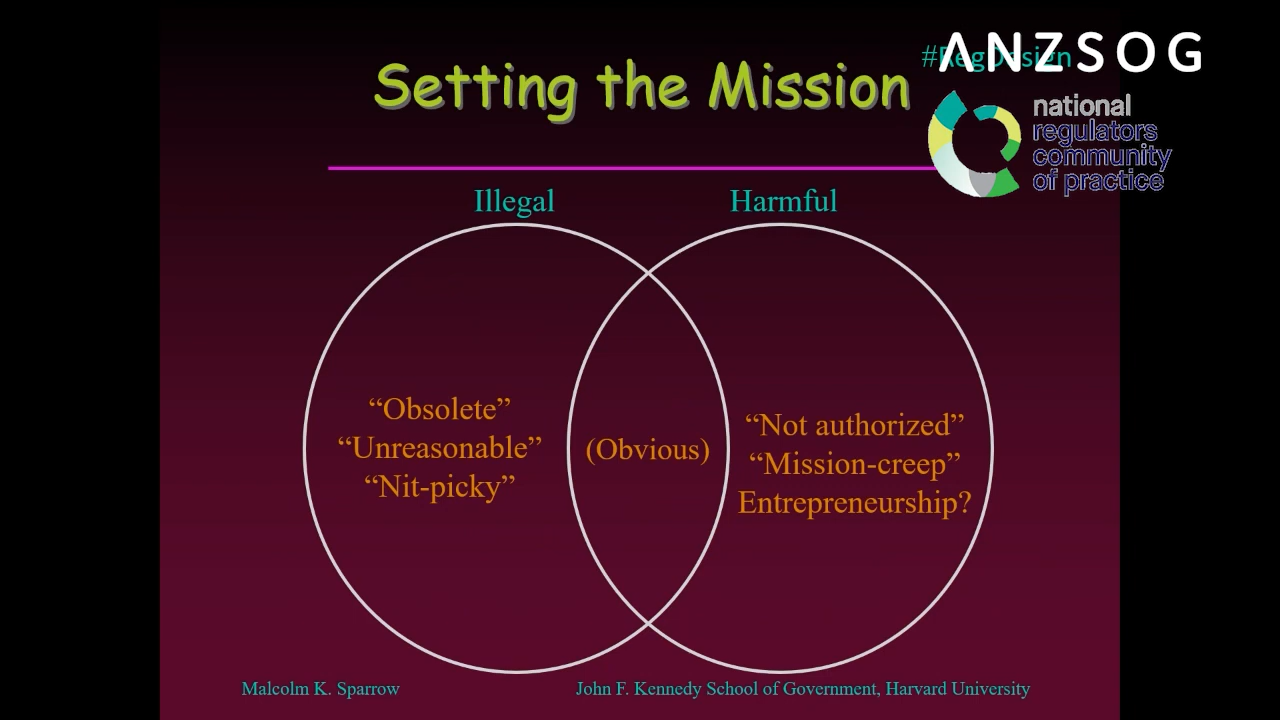 ANZSOG
#RegDesign
Setting the Mission
national
regulators
community
of practice
Illegal
Harmful
“Obsolete”
“Unreasonable”
“Nit-picky”
(Obvious)
“Not authorized”
“Mission-creep”
Entrepreneurship?
Malcolm K. Sparrow
John F. Kennedy School of Government, Harvard University